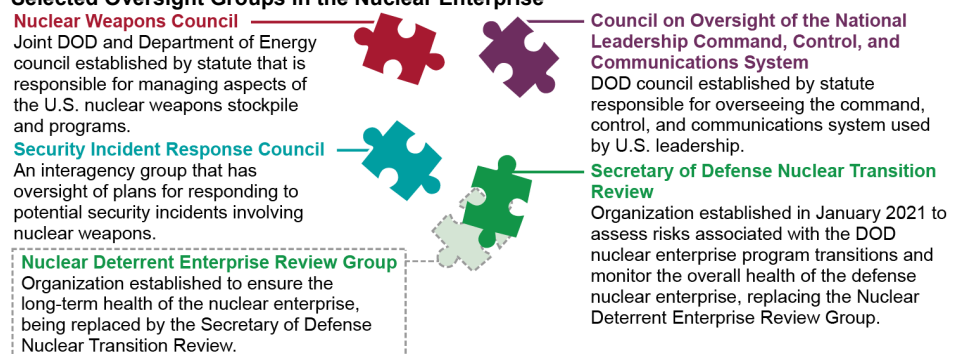 Selected Oversight Groups in the Nuclear Enterprise
Nuclear Weapons Council
Joint DOD and Department of Energy
council established by statute that is
responsible for managing aspects of
the U.S. nuclear weapons stockpile
and programs.
Security Incident Response Council
An interagency group that has
oversight of plans for responding to
potential security incidents involving
nuclear weapons.
Nuclear Deterrent Enterprise Review Group
Organization established to ensure the
long-term health of the nuclear enterprise,
being replaced by the Secretary of Defense
Nuclear Transition Review.
Council on Oversight of the National
Leadership Command, Control, and
Communications System
DOD council established by statute
responsible for overseeing the command,
control, and communications system used
by U.S. leadership.
Secretary of Defense Nuclear Transition
Review
Organization established in January 2021 to
assess risks associated with the DOD
nuclear enterprise program transitions and
monitor the overall health of the defense
nuclear enterprise, replacing the Nuclear
Deterrent Enterprise Review Group.